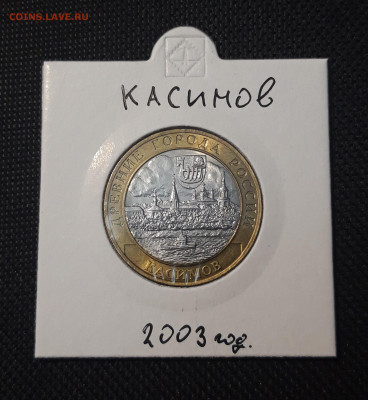 COINS.LAVE.RU
КАСИМОВ
ДРЕВНИЕ ГОРОДА РОССИИ
КАСИМОВ
2003 год.